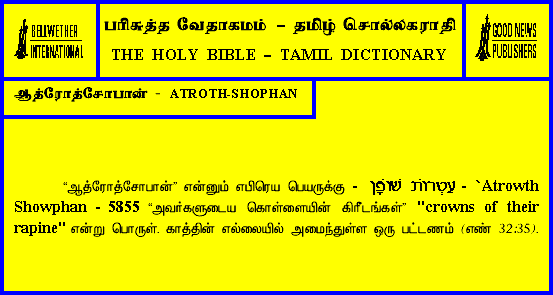 BELLWETHER
INTERNATIONAL
பரிசுத்த வேதாகமம் – தமிழ் சொல்லகராதி
THE HOLY BIBLE – TAMIL DICTIONARY
GOOD NEWS
PUBLISHERS
ஆத்ரோத்சோபான் - ATROTH-SHOPHAN
“ஆத்ரோத்சோபான்” என்னும் எபிரெய பெயருக்கு - עַטְרוֹת שׁוֹפָן - `Atrowth
Showphan - 5855 “அவர்களுடைய கொள்ளையின் கிரீடங்கள்” "crowns of their
rapine" என்று பொருள். காத்தின் எல்லையில் அமைந்துள்ள ஒரு பட்டணம் (எண் 32:35).